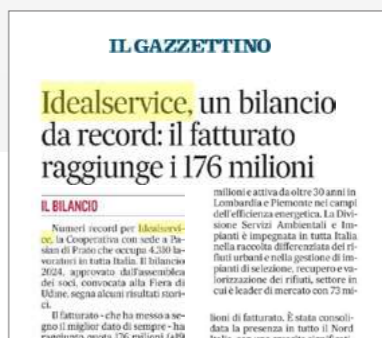 IL GAZZETTINO
Idealservice, un bilancio
da record: il fatturato
raggiunge i 176 milioni
IL BILANCIO
Numeri record per Idealservi-
ce, la Cooperativa con sede a Pa-
sian di Prato che occupa 4.310 la-
voratori in tutta Italia. Il bilancio
2024, approvato dall'assemblea
dei soci, convocata alla Fiera di
Udine, segna alcuni risultati stori-
ci.
Il fatturato - che ha messo a se-
gno il miglior dato di sempre - ha
raggiunto quota 176 milioni
milioni e attiva da oltre 30 anni in
Lombardia e Piemonte nei campi
dell'efficienza energetica. La Divi-
sione Servizi Ambientali e Im-
pianti è impegnata in tutta Italia
nella raccolta differenziata dei ri-
fiuti urbani e nella gestione di im-
pianti di selezione, recupero e va-
lorizzazione dei rifiuti, settore in
cui è leader di mercato con 73 mi-
lioni di fatturato. È stata consoli-
data la presenza in tutto il Nord